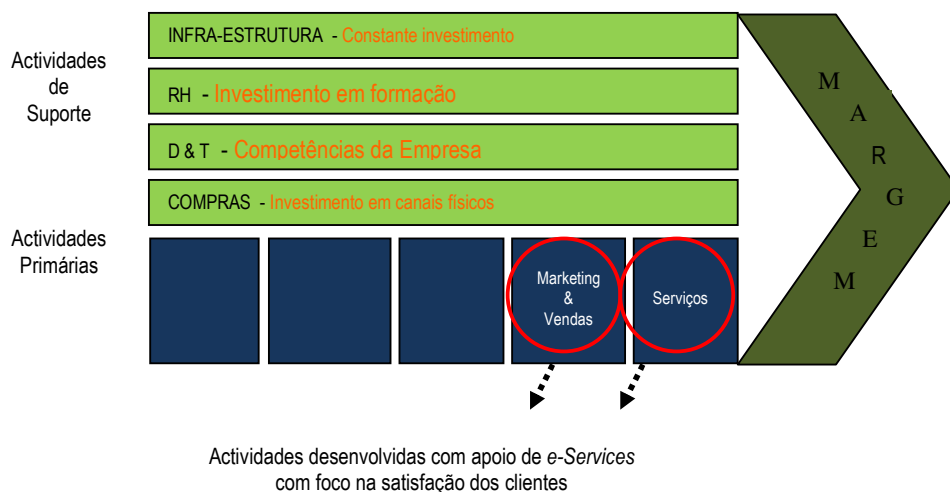 Actividades
de
Suporte
INFRA-ESTRUTURA - Constante investimento
RH - Investimento em formação
D & T - Competências da Empresa
COMPRAS - Investimento em canais físicos
Actividades
Primárias
Marketing
&
Vendas
Serviços
M
A
R
G
E
M
Actividades desenvolvidas com apoio de e-Services
com foco na satisfação dos clientes